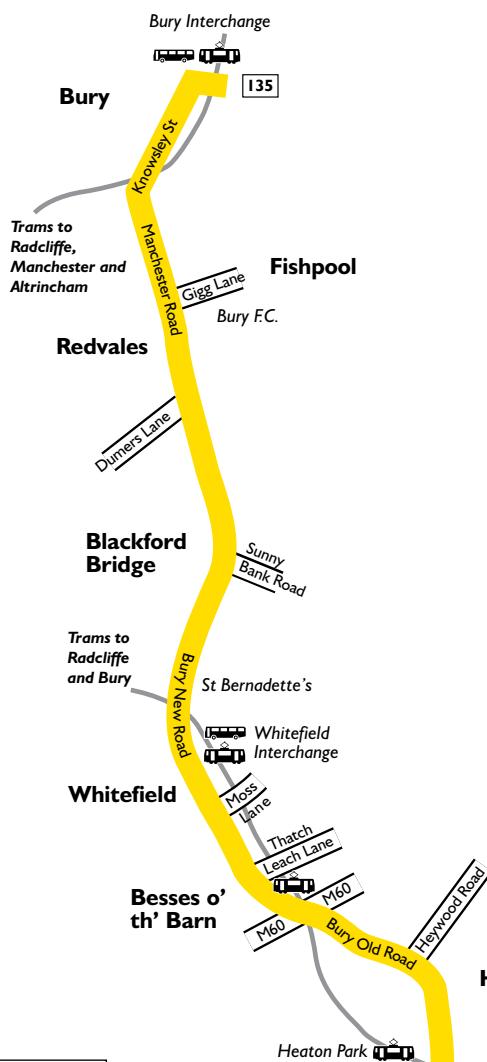 Bury Interchange
135
Bury
Knowsley St
Trams to
Radcliffe,
Manchester and
Altrincham
Manchester Road
Gigg Lane
Fishpool
Bury F.C.
Redvales
Dumers Lane
Blackford
Bridge
Sunny
Bank Road
Trams to
Radcliffe
and Bury
Bury New Road
St Bernadette's
Whitefield
Interchange
Whitefield
Moss
Lane
Thatch
Leach Lane
Besses o'
th' Barn
M60
M60
Bury Old Road
Heywood Road
H
Heaton Park